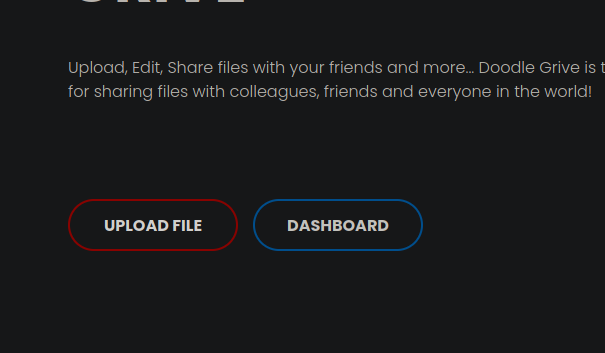 Upload, Edit, Share files with your friends and more... Doodle Grive is
for sharing files with colleagues, friends and everyone in the world!
UPLOAD FILE
DASHBOARD